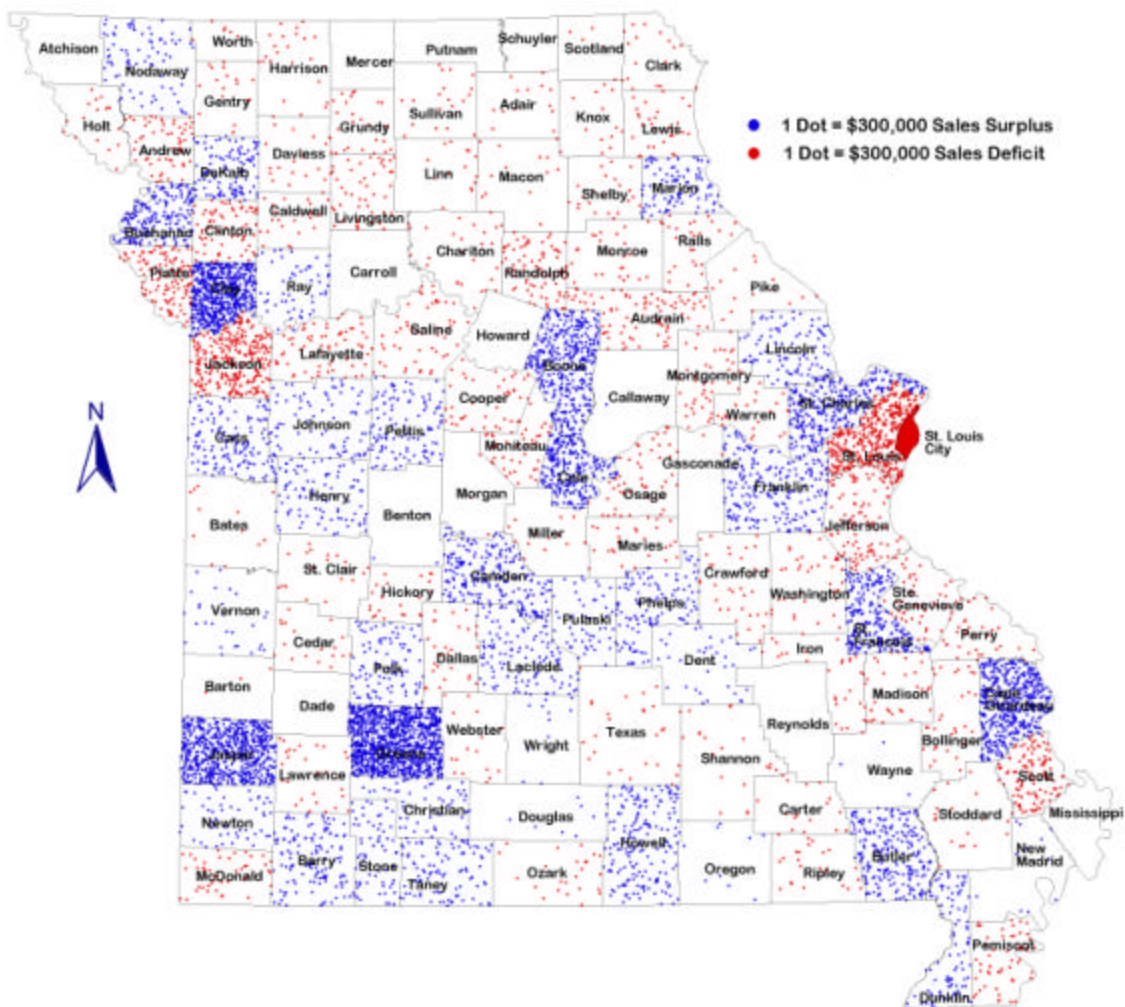 Atchison
Nodaway
Worth
Harrison
Mercer
Putnam
Schuyler
Scotland
Clark
Holt
Gentry
Grundy
Sullivan
Adair
Knox
Lewis
Andrew
DeKalb
Daviess
Linn
Macon
Shelby
Marion
Buchanan
Clinton
Caldwell
Livingston
Chariton
Randolph
Monroe
Ralls
Platte
Clay
Ray
Carroll
Pike
Jackson
Lafayette
Saline
Howard
Boone
Audrain
Lincoln
Cass
Johnson
Pettis
Cooper
Moniteau
Callaway
Montgomery
Warren
St. Charles
St. Louis
St. Louis
City
Henry
Morgan
Cole
Osage
Gasconade
Franklin
Jefferson
Bates
Benton
Miller
Maries
St. Clair
Hickory
Camden
Pulaski
Phelps
Crawford
Washington
Ste.
Genevieve
St.
Francois
Perry
Vernon
Cedar
Polk
Dallas
Laclede
Dent
Iron
Madison
Cape
Girardeau
Barton
Dade
Webster
Wright
Texas
Shannon
Reynolds
Wayne
Bollinger
Scott
Jasper
Greene
Lawrence
Christian
Douglas
Carter
Stoddard
Mississippi
Newton
Barry
Stone
Taney
Howell
Oregon
Ripley
Butler
New
Madrid
McDonald
Ozark
Pemiscot
Dunklin
1 Dot = $300,000 Sales Surplus
1 Dot = $300,000 Sales Deficit
N